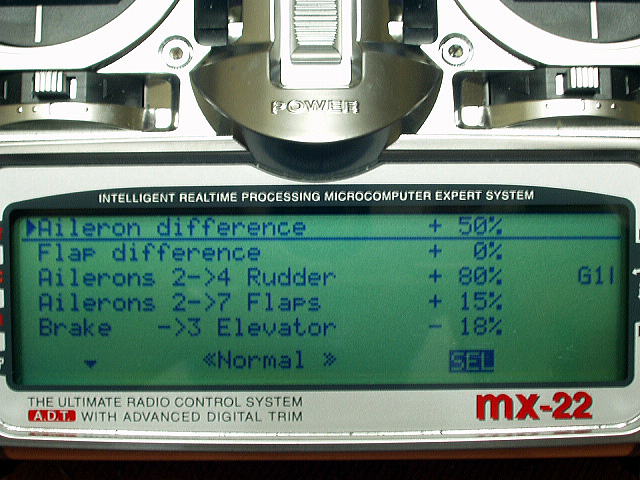 POWER
INTELLIGENT REALTIME PROCESSING MICROCOMPUTER EXPERT SYSTEM
▶Aileron difference + 50%
Flap difference + 0%
Ailerons 2->4 Rudder + 80% G1I
Ailerons 2->7 Flaps + 15%
Brake ->3 Elevator - 18%
▼ «Normal » SEL
THE ULTIMATE RADIO CONTROL SYSTEM
A.D.T. WITH ADVANCED DIGITAL TRIM
mx-22